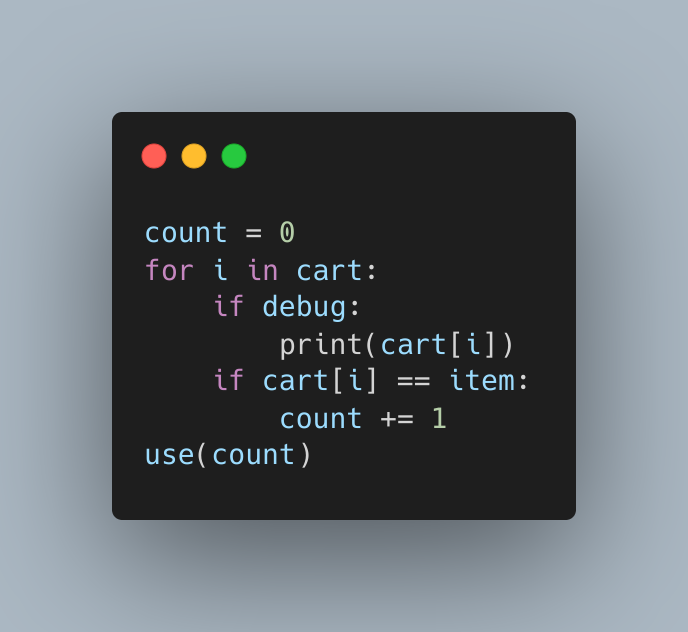 count = 0
for i in cart:
    if debug:
        print(cart[i])
    if cart[i] == item:
        count += 1
use(count)